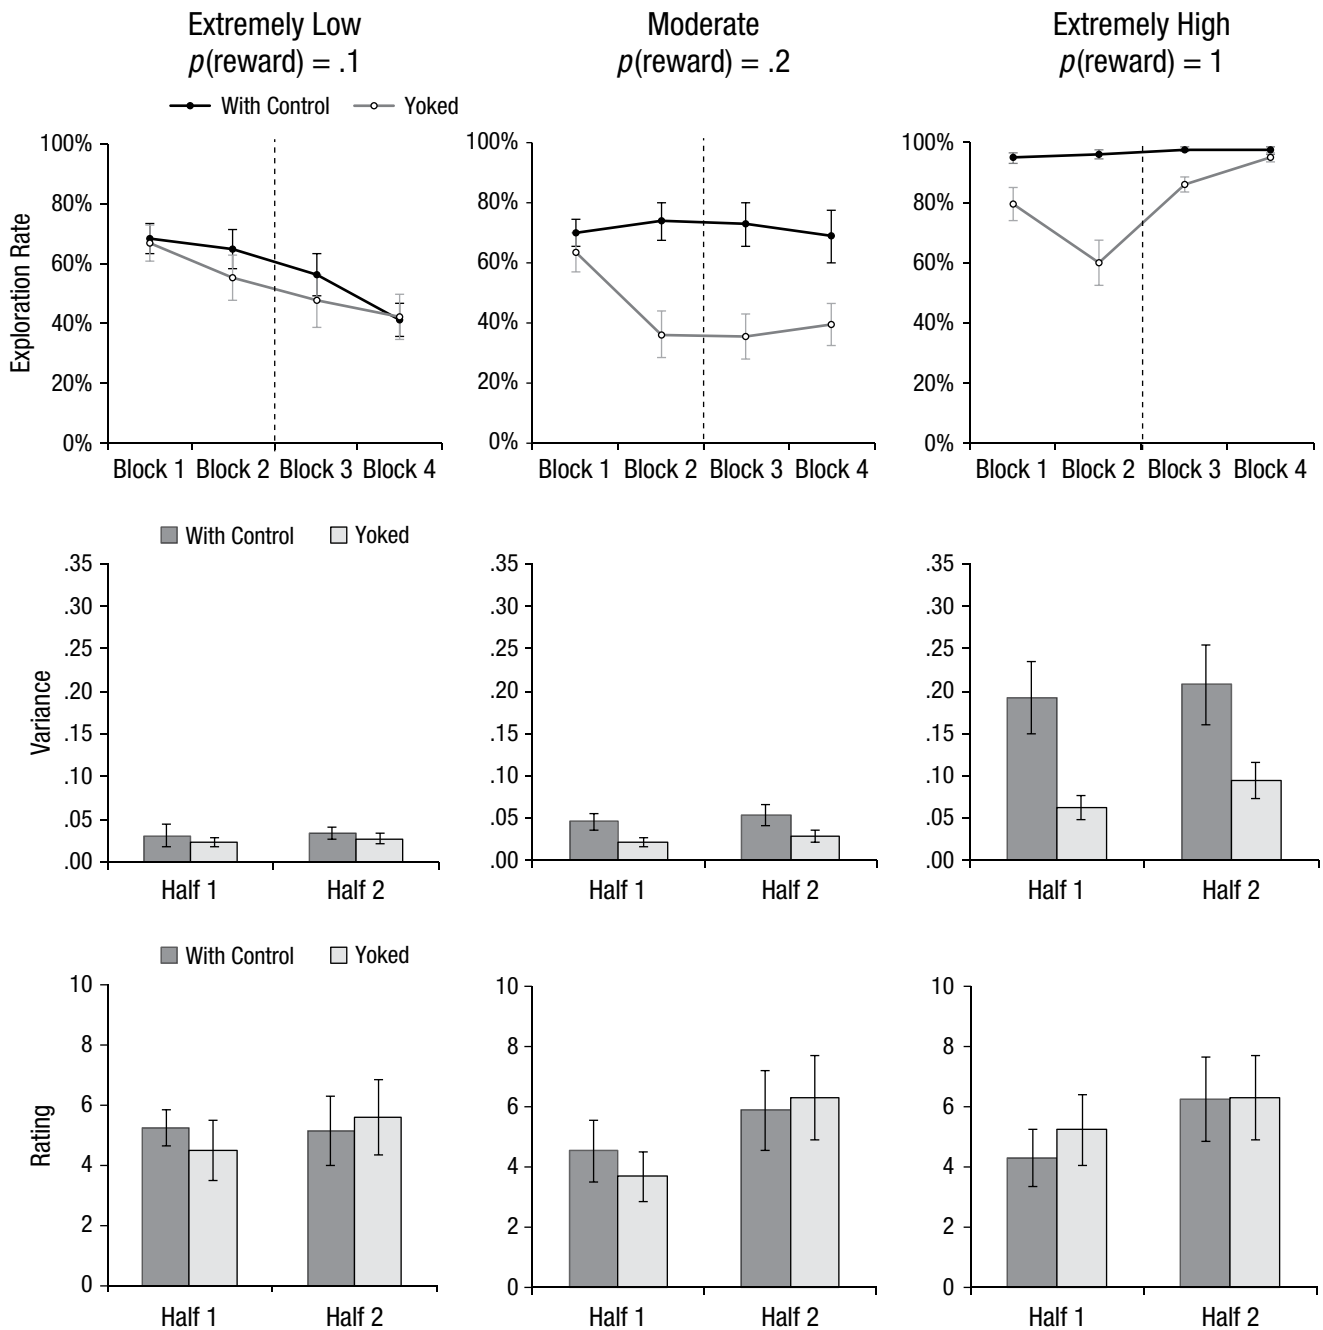 Extremely Low
p(reward) = .1
Moderate
p(reward) = .2
Extremely High
p(reward) = 1
With Control
Yoked
Exploration Rate
100%
80%
60%
40%
20%
0%
Block 1 Block 2 Block 3 Block 4
100%
80%
60%
40%
20%
0%
Block 1 Block 2 Block 3 Block 4
100%
80%
60%
40%
20%
0%
Block 1 Block 2 Block 3 Block 4
With Control
Yoked
Variance
.35
.30
.25
.20
.15
.10
.05
.00
Half 1
Half 2
.35
.30
.25
.20
.15
.10
.05
.00
Half 1
Half 2
.35
.30
.25
.20
.15
.10
.05
.00
Half 1
Half 2
With Control
Yoked
Rating
10
8
6
4
2
0
Half 1
Half 2
10
8
6
4
2
0
Half 1
Half 2
10
8
6
4
2
0
Half 1
Half 2